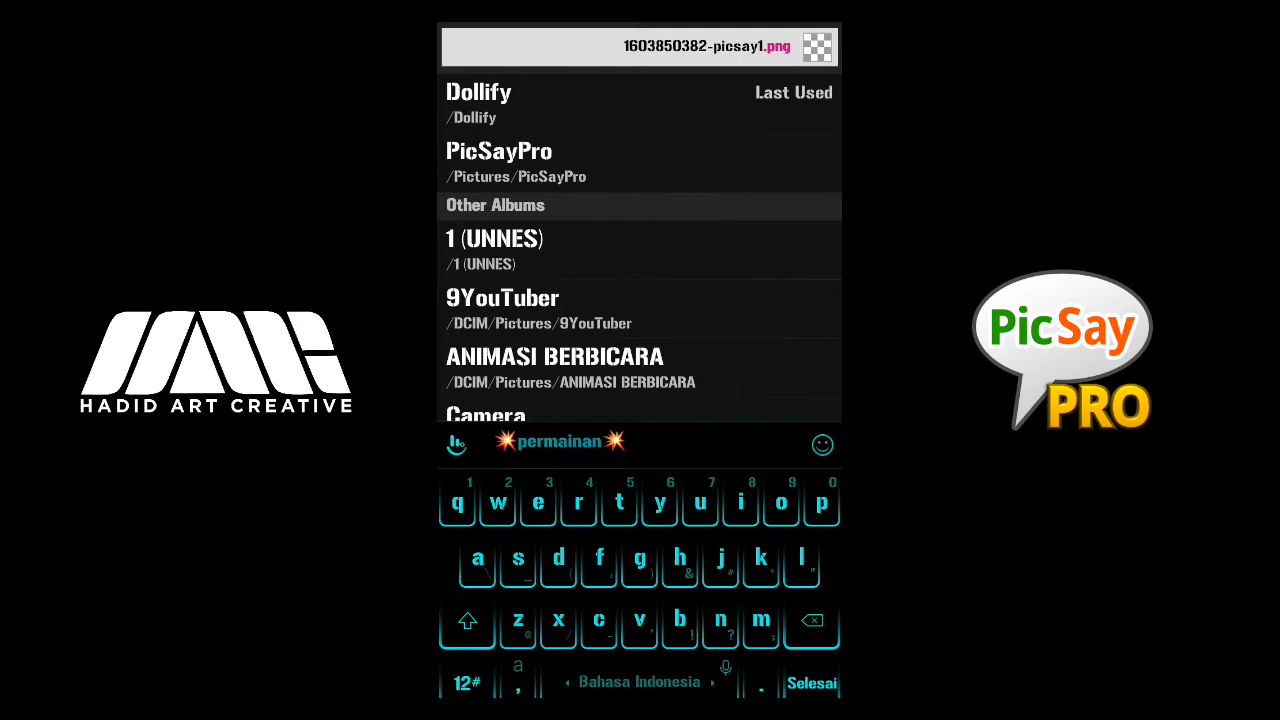 1603850382-picsay1.png
Dollify
Last Used
/Dollify
PicSayPro
/Pictures/PicSayPro
Other Albums
1 (UNNES)
/1 (UNNES)
9YouTuber
/DCIM/Pictures/9YouTuber
ANIMASI BERBICARA
/DCIM/Pictures/ANIMASI BERBICARA
Camera
💥permainan💥
1 2 3 4 5 6 7 8 9 0
q w e r t y u i o p
a s d f g h j k l
\ _ ( : ) & # * "
z x c v b n m
@ / - ' ! ? ;
a
12# , Bahasa Indonesia . Selesai
HADID ART CREATIVE
PicSay
PRO